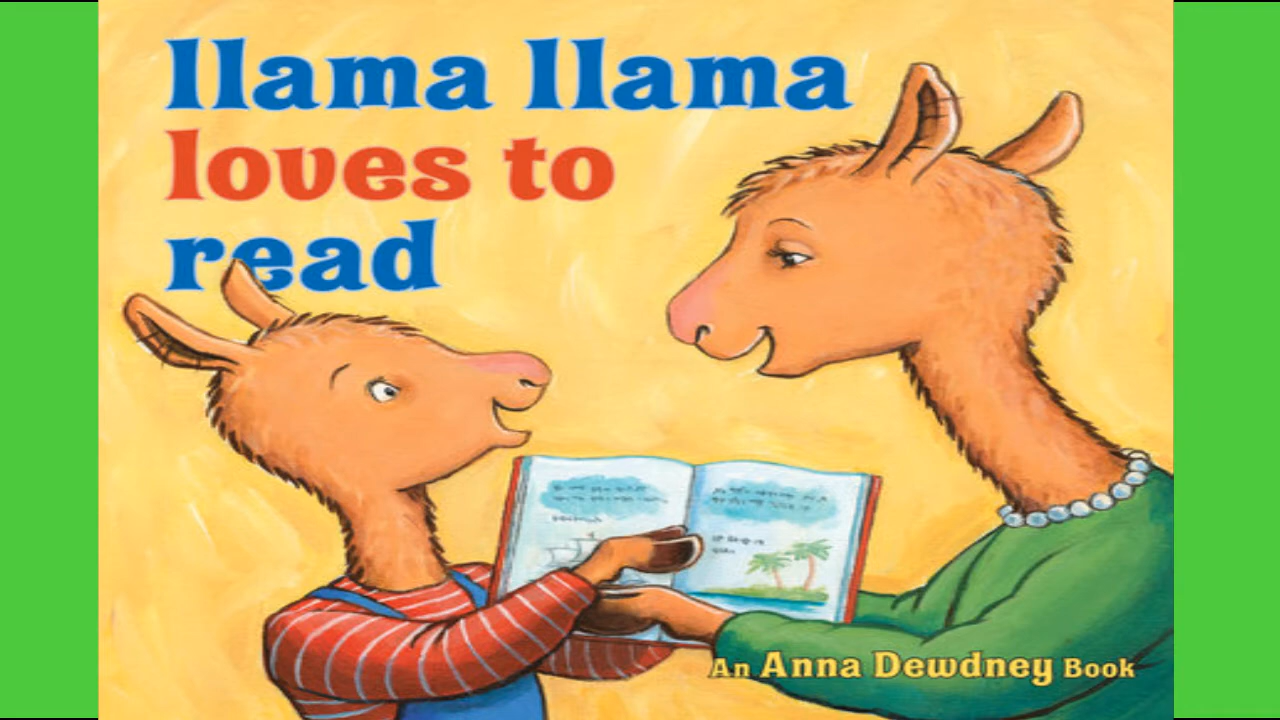 llama llama
loves to
read
An Anna Dewdney Book